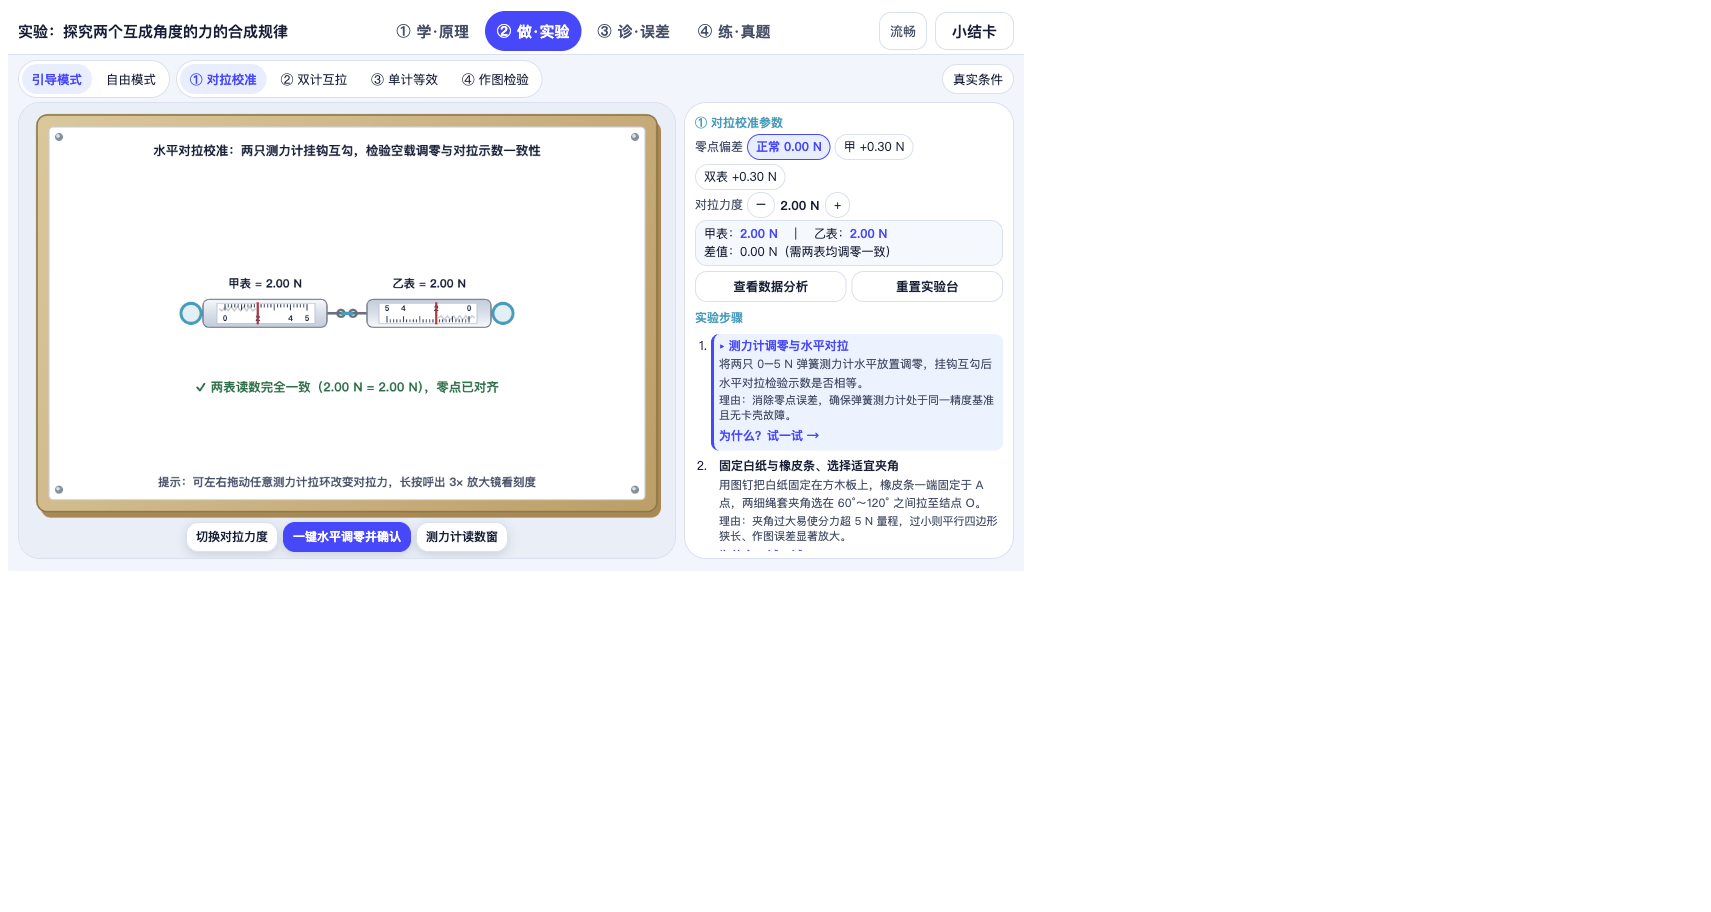 实验：探究两个互成角度的力的合成规律
① 学·原理
② 做·实验
③ 诊·误差
④ 练·真题
流畅
小结卡
引导模式
自由模式
① 对拉校准
② 双计互拉
③ 单计等效
④ 作图检验
真实条件
水平对拉校准：两只测力计挂钩互勾，检验空载调零与对拉示数一致性
甲表 = 2.00 N
乙表 = 2.00 N
0 2 4 5
5 4 2 0
✓ 两表读数完全一致（2.00 N = 2.00 N），零点已对齐
提示：可左右拖动任意测力计拉环改变对拉力，长按呼出 3× 放大镜看刻度
切换对拉力度
一键水平调零并确认
测力计读数窗
① 对拉校准参数
零点偏差 正常 0.00 N 甲 +0.30 N
双表 +0.30 N
对拉力度 − 2.00 N +
甲表：2.00 N | 乙表：2.00 N
差值：0.00 N（需两表均调零一致）
查看数据分析
重置实验台
实验步骤
1. ▸ 测力计调零与水平对拉
将两只 0–5 N 弹簧测力计水平放置调零，挂钩互勾后
水平对拉检验示数是否相等。
理由：消除零点误差，确保弹簧测力计处于同一精度基准
且无卡壳故障。
为什么？试一试 →
2. 固定白纸与橡皮条、选择适宜夹角
用图钉把白纸固定在方木板上，橡皮条一端固定于 A
点，两细绳套夹角选在 60°～120° 之间拉至结点 O。
理由：夹角过大易使分力超 5 N 量程，过小则平行四边形
狭长、作图误差显著放大。